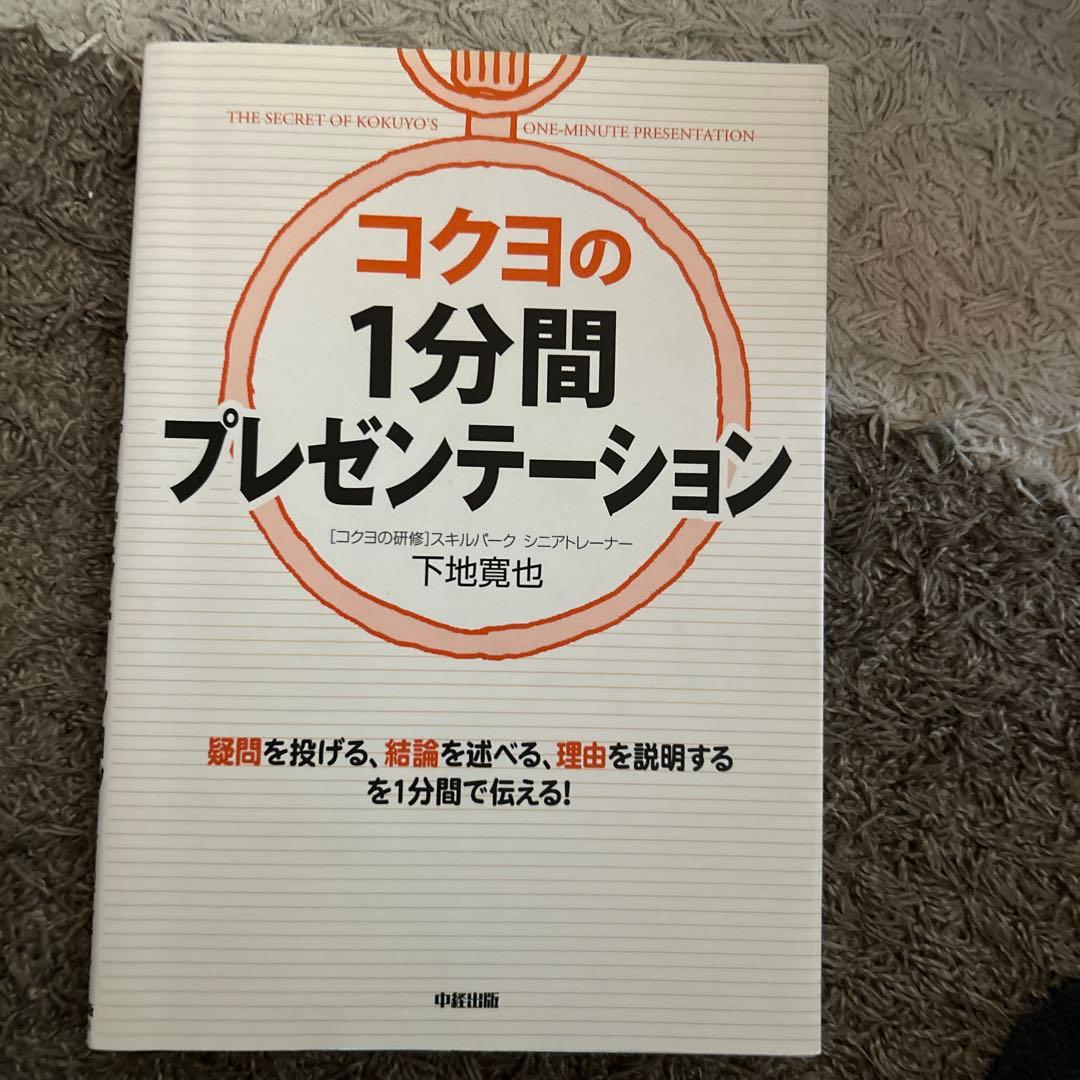 THE SECRET OF KOKUYO'S ONE-MINUTE PRESENTATION
コクヨの
1分間
プレゼンテーション
[コクヨの研修]スキルパーク シニアトレーナー
下地寛也
疑問を投げる、結論を述べる、理由を説明する
を1分間で伝える!
中経出版